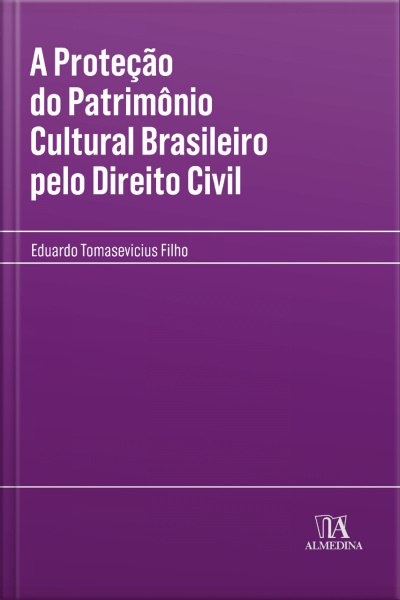 A Proteção
do Patrimônio
Cultural Brasileiro
pelo Direito Civil
Eduardo Tomasevicius Filho
ALMEDINA